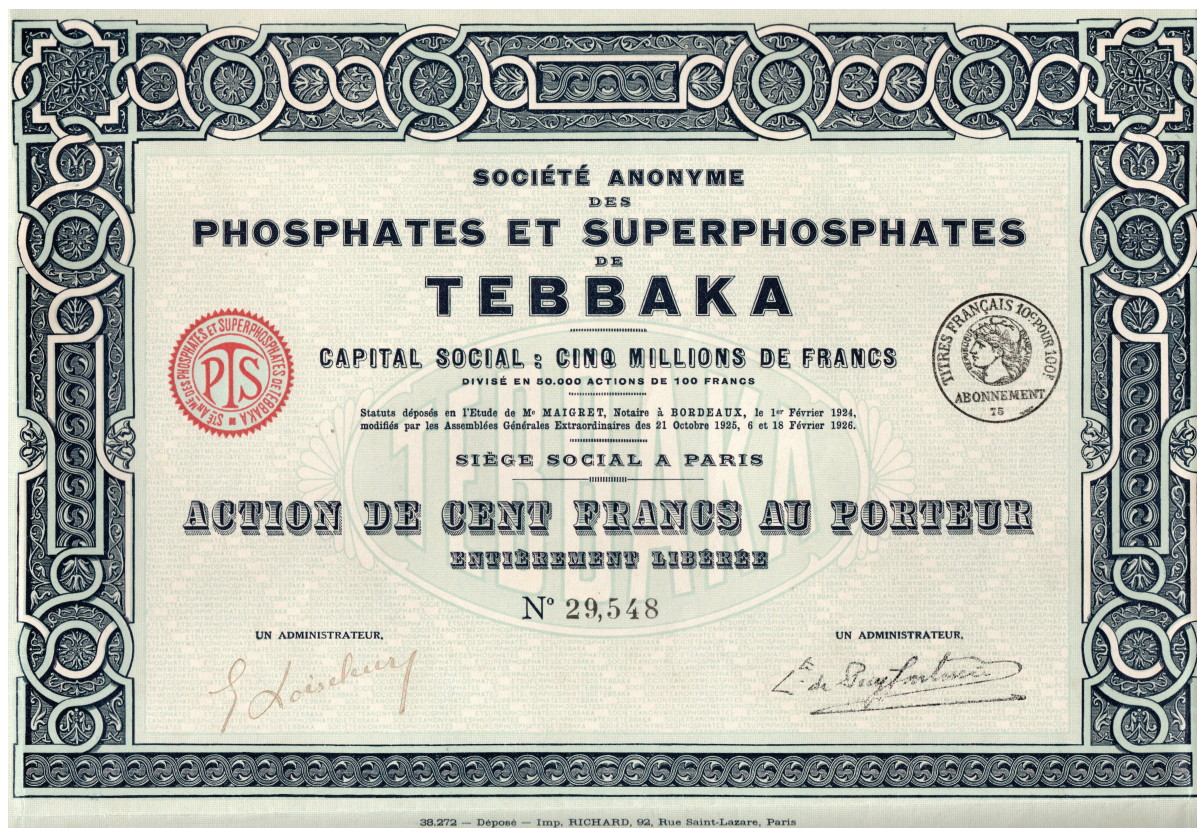 SOCIÉTÉ ANONYME
DES
PHOSPHATES ET SUPERPHOSPHATES
DE
TEBBAKA
STÉ ANME DES PHOSPHATES ET SUPERPHOSPHATES DE TEBBAKA
PTS
TITRES FRANÇAIS 10C POUR 100F
ABONNEMENT
75
CAPITAL SOCIAL : CINQ MILLIONS DE FRANCS
DIVISÉ EN 50.000 ACTIONS DE 100 FRANCS
Statuts déposés en l'Etude de Me MAIGRET, Notaire à BORDEAUX, le 1er Février 1924,
modifiés par les Assemblées Générales Extraordinaires des 21 Octobre 1925, 6 et 18 Février 1926.
SIÈGE SOCIAL A PARIS
TEBBAKA
ACTION DE CENT FRANCS AU PORTEUR
ENTIÈREMENT LIBÉRÉE
No 29,548
UN ADMINISTRATEUR,
UN ADMINISTRATEUR,
38.272 — Déposé — Imp. RICHARD, 92, Rue Saint-Lazare, Paris